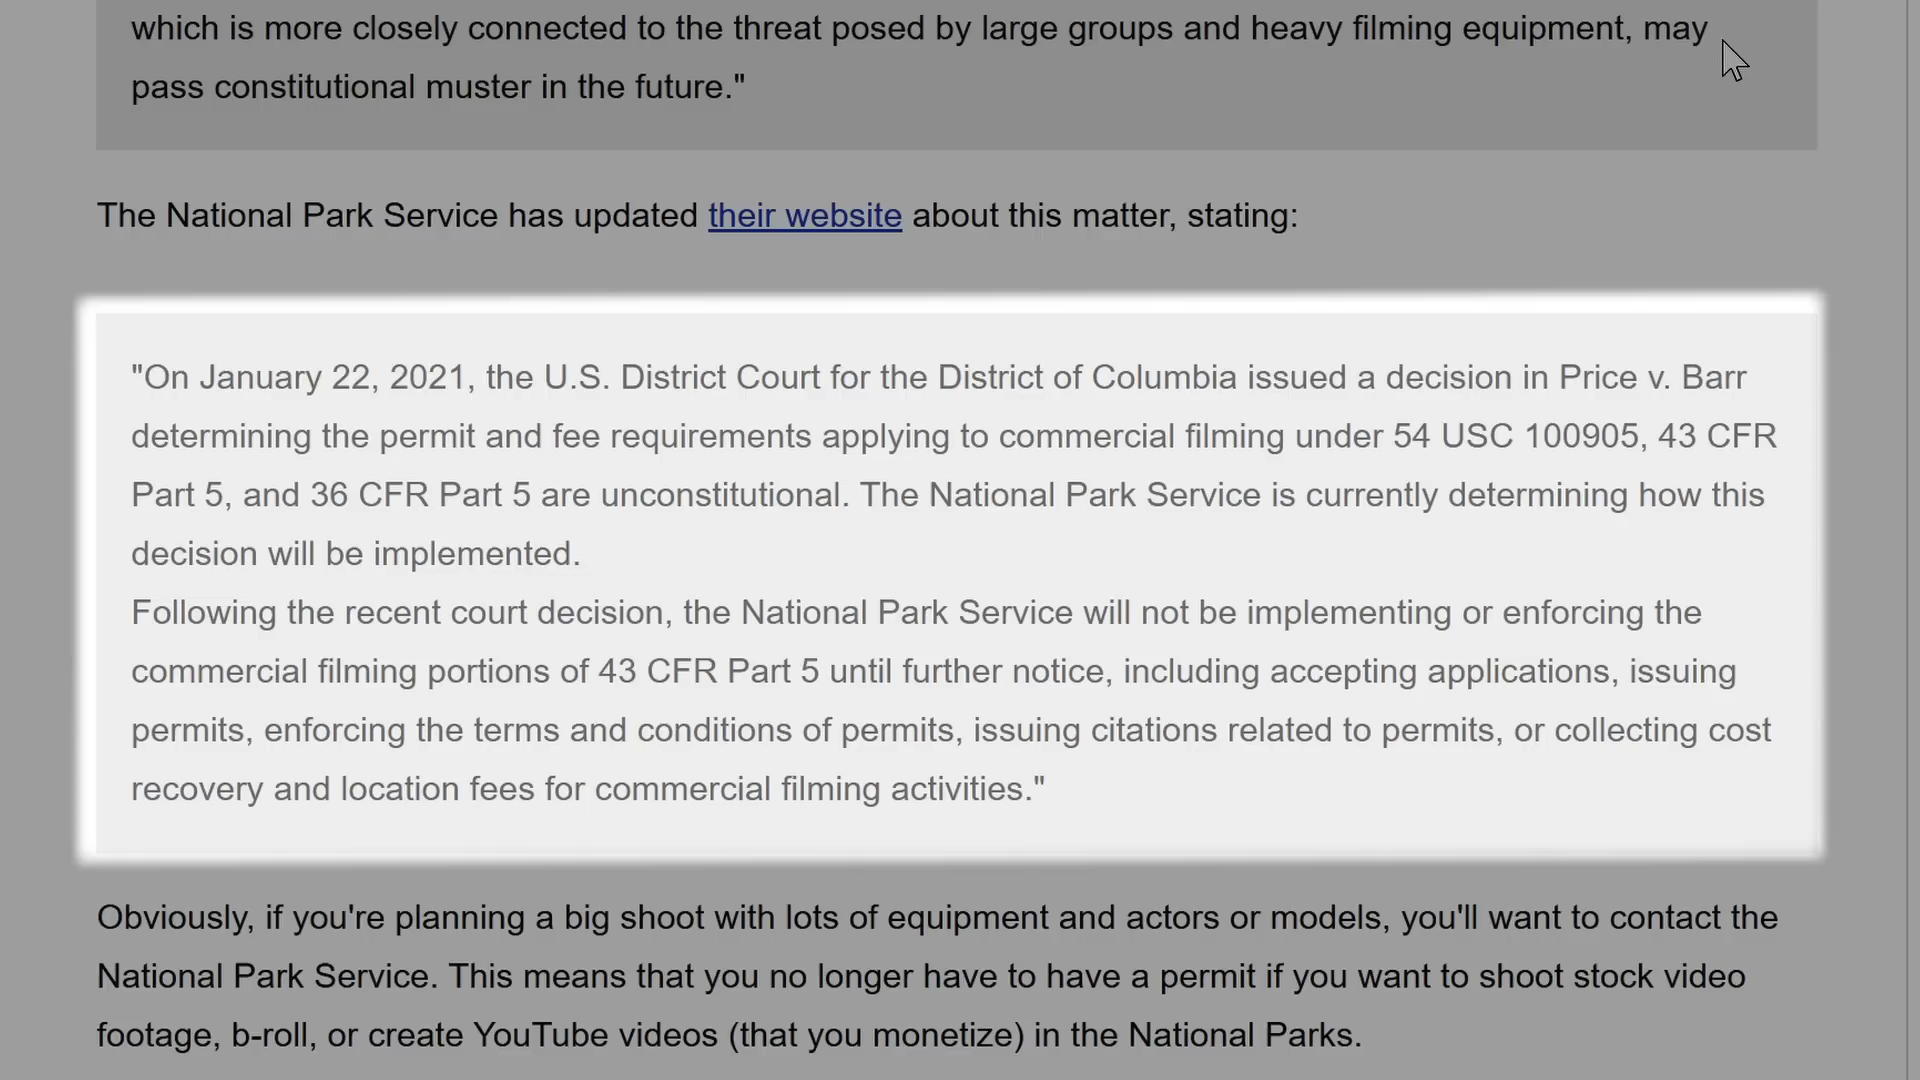 which is more closely connected to the threat posed by large groups and heavy filming equipment, may
pass constitutional muster in the future."
The National Park Service has updated their website about this matter, stating:
"On January 22, 2021, the U.S. District Court for the District of Columbia issued a decision in Price v. Barr
determining the permit and fee requirements applying to commercial filming under 54 USC 100905, 43 CFR
Part 5, and 36 CFR Part 5 are unconstitutional. The National Park Service is currently determining how this
decision will be implemented.
Following the recent court decision, the National Park Service will not be implementing or enforcing the
commercial filming portions of 43 CFR Part 5 until further notice, including accepting applications, issuing
permits, enforcing the terms and conditions of permits, issuing citations related to permits, or collecting cost
recovery and location fees for commercial filming activities."
Obviously, if you're planning a big shoot with lots of equipment and actors or models, you'll want to contact the
National Park Service. This means that you no longer have to have a permit if you want to shoot stock video
footage, b-roll, or create YouTube videos (that you monetize) in the National Parks.